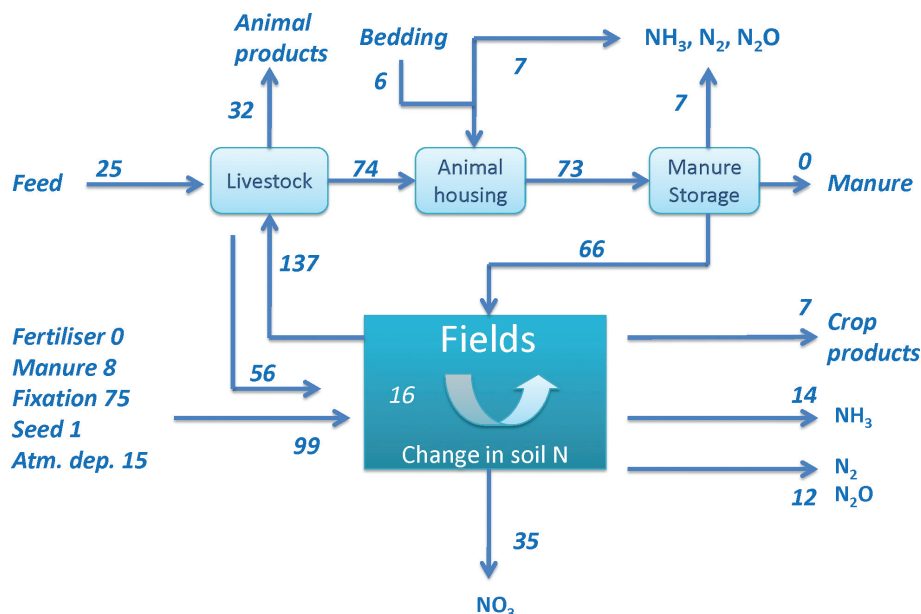 Animal
products
Bedding
NH₃, N₂, N₂O
6
7
32
7
Feed
25
Livestock
74
Animal
housing
73
Manure
Storage
0
Manure
137
66
Fertiliser 0
Manure 8
Fixation 75
Seed 1
Atm. dep. 15
56
99
Fields
16
Change in soil N
7
Crop
products
14
NH₃
N₂
12
N₂O
35
NO₃